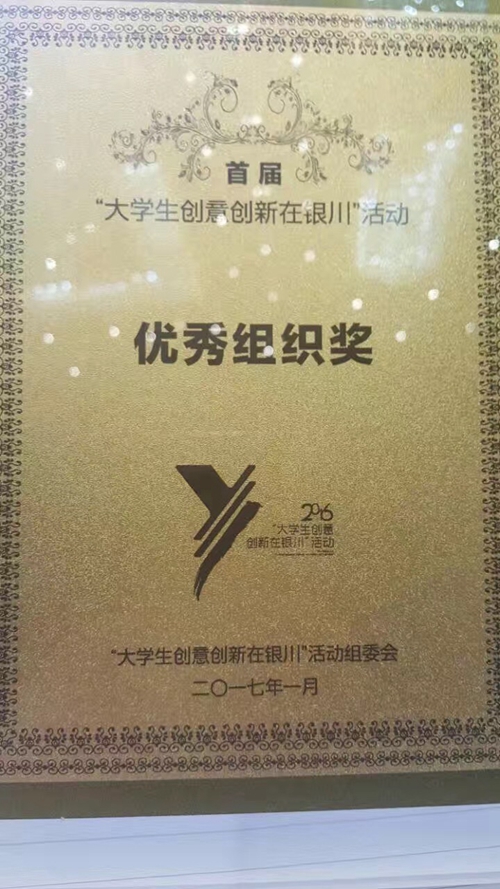 首届
“大学生创意创新在银川”活动
优秀组织奖
2016
“大学生创意
创新在银川”活动
“大学生创意创新在银川”活动组委会
二〇一七年一月